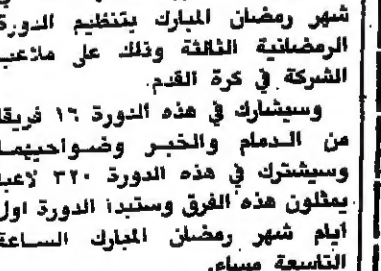 شهر رمضان المبارك بتنظيم الدورة
الرمضانية الثالثة وذلك على ملاعب
الشركة في كرة القدم.
وسيشارك في هذه الدورة ١٦ فريقا
من الدمام والخبر وضواحيهما
وسيشترك في هذه الدورة ٣٢٠ لاعبا
يمثلون هذه الفرق وستبدأ الدورة اول
أيام شهر رمضان المبارك الساعة
التاسعة مساء.